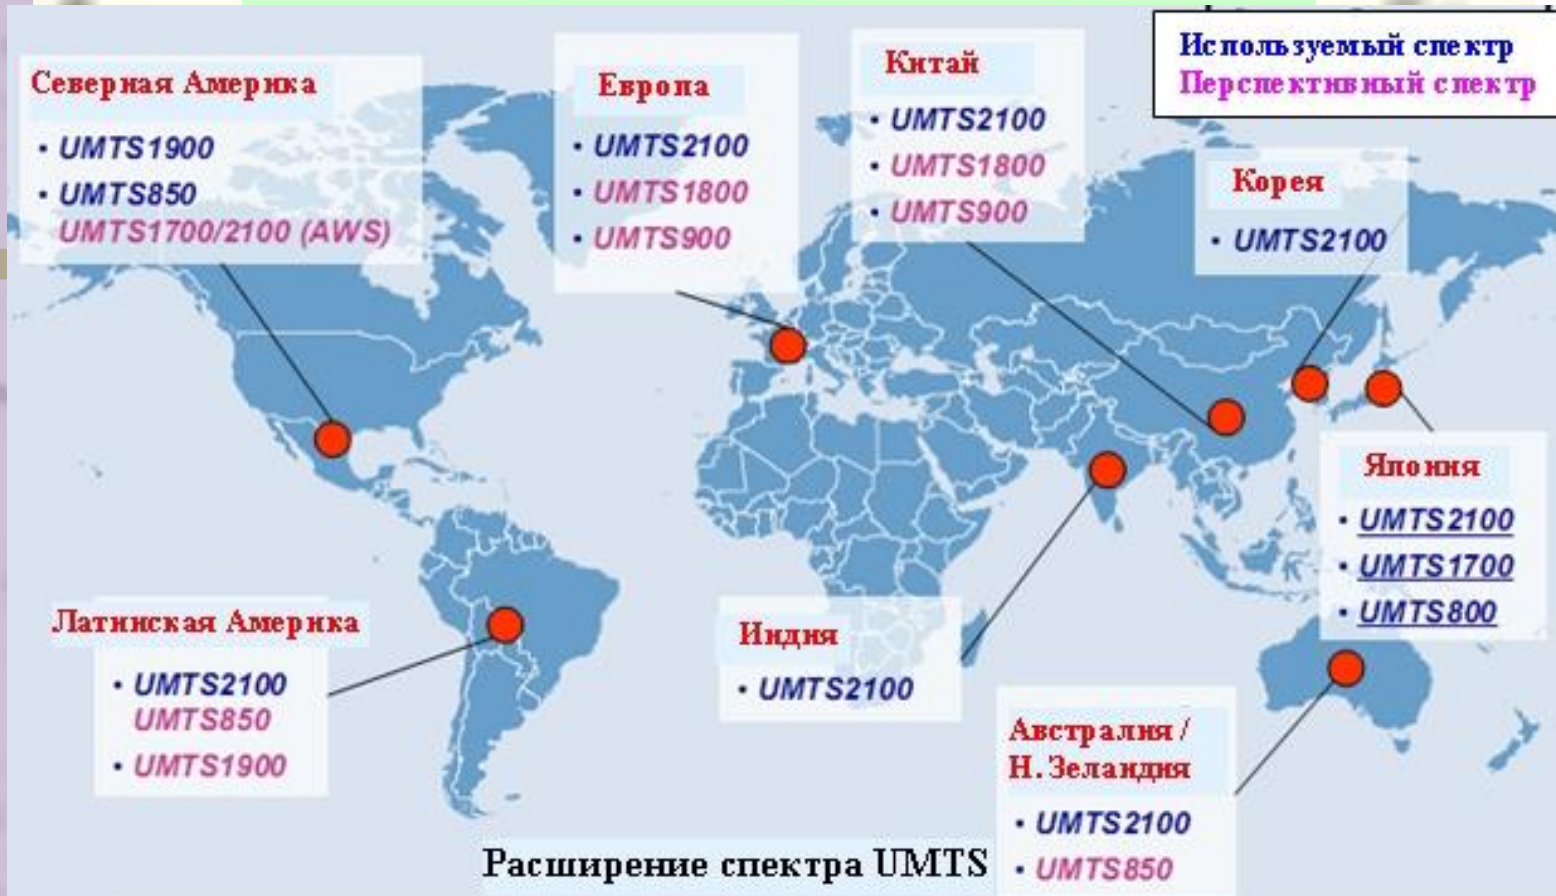 Используемый спектр
Перспективный спектр
Северная Америка
• UMTS1900
• UMTS850
UMTS1700/2100 (AWS)
Европа
• UMTS2100
• UMTS1800
• UMTS900
Китай
• UMTS2100
• UMTS1800
• UMTS900
Корея
• UMTS2100
Япония
• UMTS2100
• UMTS1700
• UMTS800
Латинская Америка
• UMTS2100
UMTS850
• UMTS1900
Индия
• UMTS2100
Австралия /
Н. Зеландия
• UMTS2100
• UMTS850
Расширение спектра UMTS